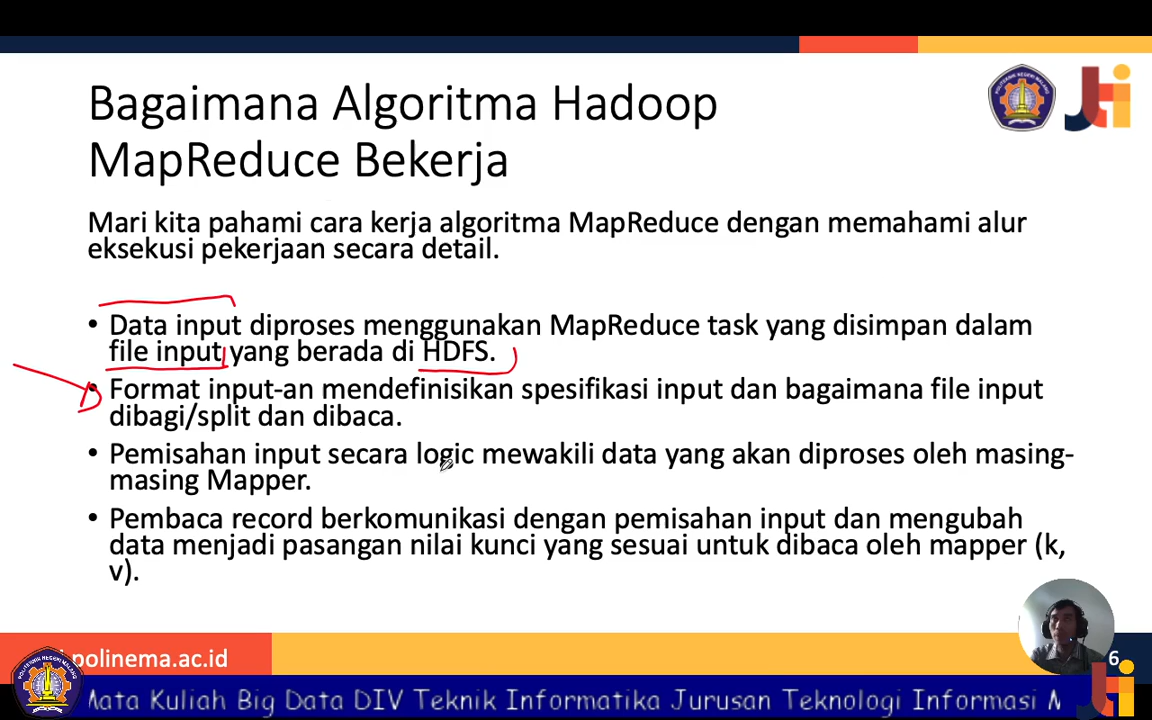 Bagaimana Algoritma Hadoop
MapReduce Bekerja
Mari kita pahami cara kerja algoritma MapReduce dengan memahami alur
eksekusi pekerjaan secara detail.
• Data input diproses menggunakan MapReduce task yang disimpan dalam
file input yang berada di HDFS.
• Format input-an mendefinisikan spesifikasi input dan bagaimana file input
dibagi/split dan dibaca.
• Pemisahan input secara logic mewakili data yang akan diproses oleh masing-
masing Mapper.
• Pembaca record berkomunikasi dengan pemisahan input dan mengubah
data menjadi pasangan nilai kunci yang sesuai untuk dibaca oleh mapper (k,
v).
polinema.ac.id
6
Mata Kuliah Big Data DIV Teknik Informatika Jurusan Teknologi Informasi